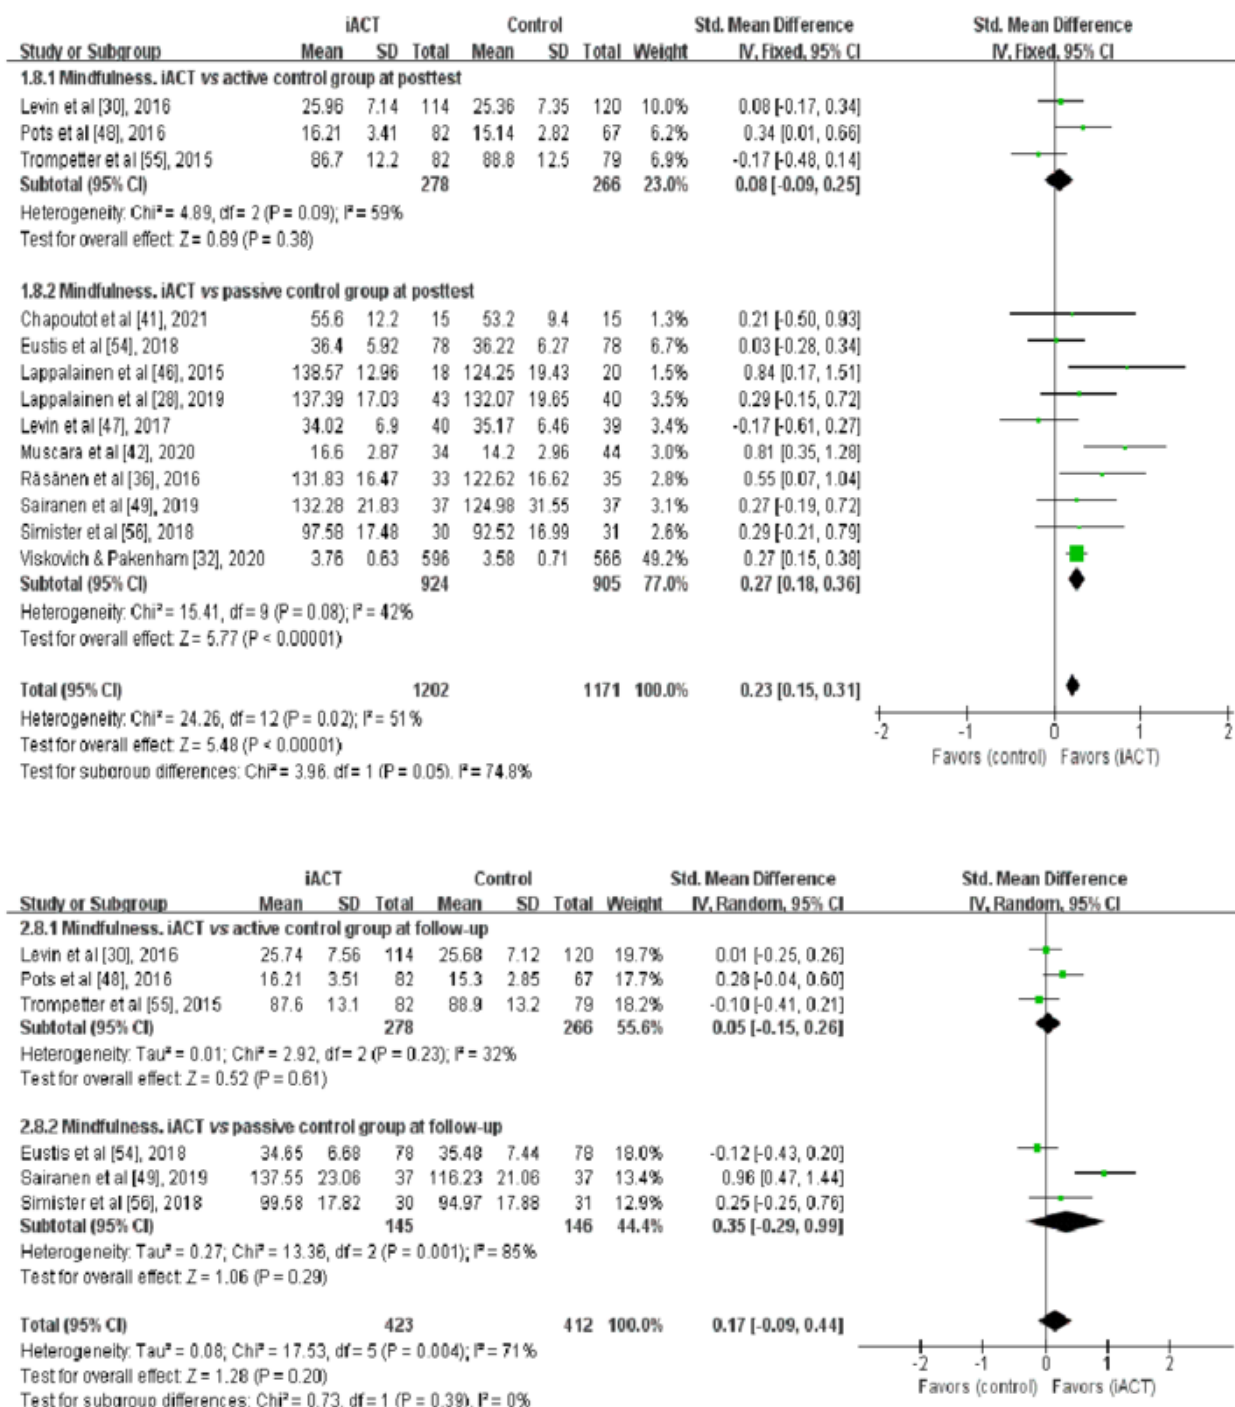 iACT Control Std. Mean Difference Std. Mean Difference
Study or Subgroup Mean SD Total Mean SD Total Weight IV, Fixed, 95% CI IV, Fixed, 95% CI
1.8.1 Mindfulness. iACT vs active control group at posttest
Levin et al [30], 2016 25.96 7.14 114 25.36 7.35 120 10.0% 0.08 [-0.17, 0.34]
Pots et al [48], 2016 16.21 3.41 82 15.14 2.82 67 6.2% 0.34 [0.01, 0.66]
Trompetter et al [55], 2015 86.7 12.2 82 88.8 12.5 79 6.9% -0.17 [-0.48, 0.14]
Subtotal (95% CI) 278 266 23.0% 0.08 [-0.09, 0.25]
Heterogeneity: Chi² = 4.89, df = 2 (P = 0.09); I² = 59%
Test for overall effect: Z = 0.89 (P = 0.38)
1.8.2 Mindfulness. iACT vs passive control group at posttest
Chapoutot et al [41], 2021 55.6 12.2 15 53.2 9.4 15 1.3% 0.21 [-0.50, 0.93]
Eustis et al [54], 2018 36.4 5.92 78 36.22 6.27 78 6.7% 0.03 [-0.28, 0.34]
Lappalainen et al [46], 2015 138.57 12.96 18 124.25 19.43 20 1.5% 0.84 [0.17, 1.51]
Lappalainen et al [28], 2019 137.39 17.03 43 132.07 19.65 40 3.5% 0.29 [-0.15, 0.72]
Levin et al [47], 2017 34.02 6.9 40 35.17 6.46 39 3.4% -0.17 [-0.61, 0.27]
Muscara et al [42], 2020 16.6 2.87 34 14.2 2.96 44 3.0% 0.81 [0.35, 1.28]
Räsänen et al [36], 2016 131.83 16.47 33 122.62 16.62 35 2.8% 0.55 [0.07, 1.04]
Sairanen et al [49], 2019 132.28 21.83 37 124.98 31.55 37 3.1% 0.27 [-0.19, 0.72]
Simister et al [56], 2018 97.58 17.48 30 92.52 16.99 31 2.6% 0.29 [-0.21, 0.79]
Viskovich & Pakenham [32], 2020 3.76 0.63 596 3.58 0.71 566 49.2% 0.27 [0.15, 0.38]
Subtotal (95% CI) 924 905 77.0% 0.27 [0.18, 0.36]
Heterogeneity: Chi² = 15.41, df = 9 (P = 0.08); I² = 42%
Test for overall effect: Z = 5.77 (P < 0.00001)
Total (95% CI) 1202 1171 100.0% 0.23 [0.15, 0.31]
Heterogeneity: Chi² = 24.26, df = 12 (P = 0.02); I² = 51%
Test for overall effect: Z = 5.48 (P < 0.00001)
Test for subgroup differences: Chi² = 3.96, df = 1 (P = 0.05), I² = 74.8%
-2 -1 0 1 2
Favors (control) Favors (iACT)
iACT Control Std. Mean Difference Std. Mean Difference
Study or Subgroup Mean SD Total Mean SD Total Weight IV, Random, 95% CI IV, Random, 95% CI
2.8.1 Mindfulness. iACT vs active control group at follow-up
Levin et al [30], 2016 25.74 7.56 114 25.68 7.12 120 19.7% 0.01 [-0.25, 0.26]
Pots et al [48], 2016 16.21 3.51 82 15.3 2.85 67 17.7% 0.28 [-0.04, 0.60]
Trompetter et al [55], 2015 87.6 13.1 82 88.9 13.2 79 18.2% -0.10 [-0.41, 0.21]
Subtotal (95% CI) 278 266 55.6% 0.05 [-0.15, 0.26]
Heterogeneity: Tau² = 0.01; Chi² = 2.92, df = 2 (P = 0.23); I² = 32%
Test for overall effect: Z = 0.52 (P = 0.61)
2.8.2 Mindfulness. iACT vs passive control group at follow-up
Eustis et al [54], 2018 34.65 6.68 78 35.48 7.44 78 18.0% -0.12 [-0.43, 0.20]
Sairanen et al [49], 2019 137.55 23.06 37 116.23 21.06 37 13.4% 0.96 [0.47, 1.44]
Simister et al [56], 2018 99.58 17.82 30 94.97 17.88 31 12.9% 0.25 [-0.25, 0.76]
Subtotal (95% CI) 145 146 44.4% 0.35 [-0.29, 0.99]
Heterogeneity: Tau² = 0.27; Chi² = 13.36, df = 2 (P = 0.001); I² = 85%
Test for overall effect: Z = 1.06 (P = 0.29)
Total (95% CI) 423 412 100.0% 0.17 [-0.09, 0.44]
Heterogeneity: Tau² = 0.08; Chi² = 17.53, df = 5 (P = 0.004); I² = 71%
Test for overall effect: Z = 1.28 (P = 0.20)
Test for subgroup differences: Chi² = 0.73, df = 1 (P = 0.39), I² = 0%
-2 -1 0 1 2
Favors (control) Favors (iACT)